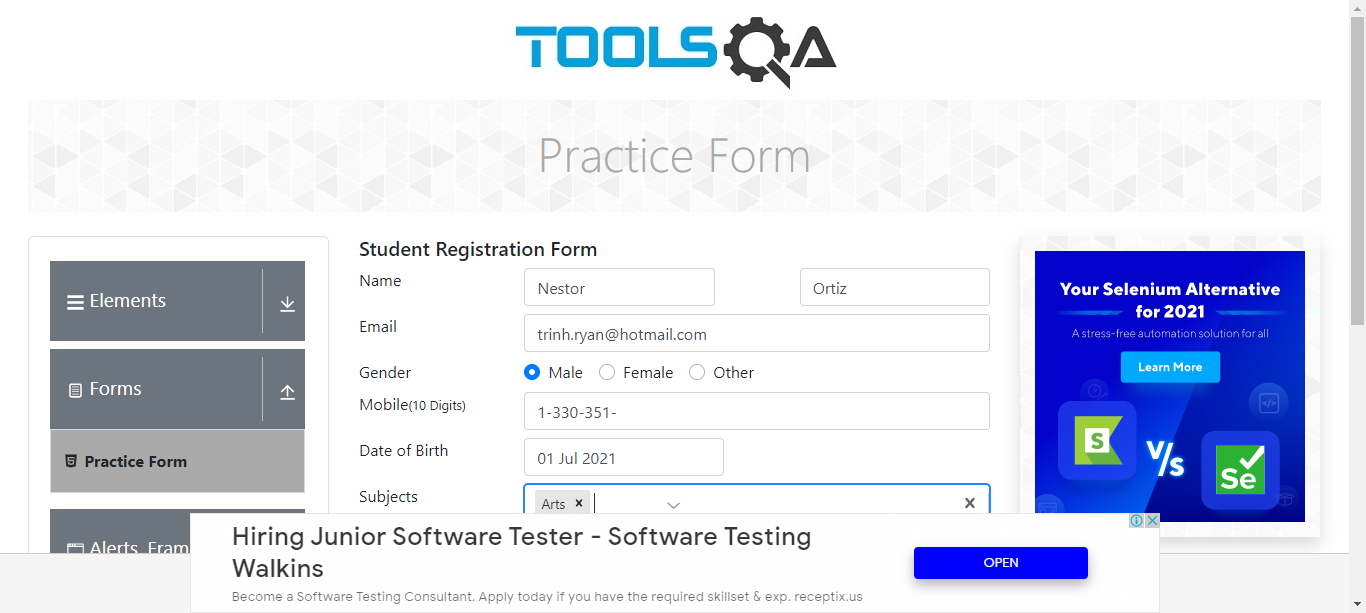 TOOLSQA
Practice Form
Elements
Forms
Practice Form
Student Registration Form
Name
Nestor
Ortiz
Email
trinh.ryan@hotmail.com
Gender
Male
Female
Other
Mobile(10 Digits)
1-330-351-
Date of Birth
01 Jul 2021
Subjects
Arts
Your Selenium Alternative
for 2021
A stress-free automation solution for all
Learn More
S
V/s
Se
Alerts, Fram
Hiring Junior Software Tester - Software Testing
Walkins
Become a Software Testing Consultant. Apply today if you have the required skillset & exp. receptix.us
OPEN